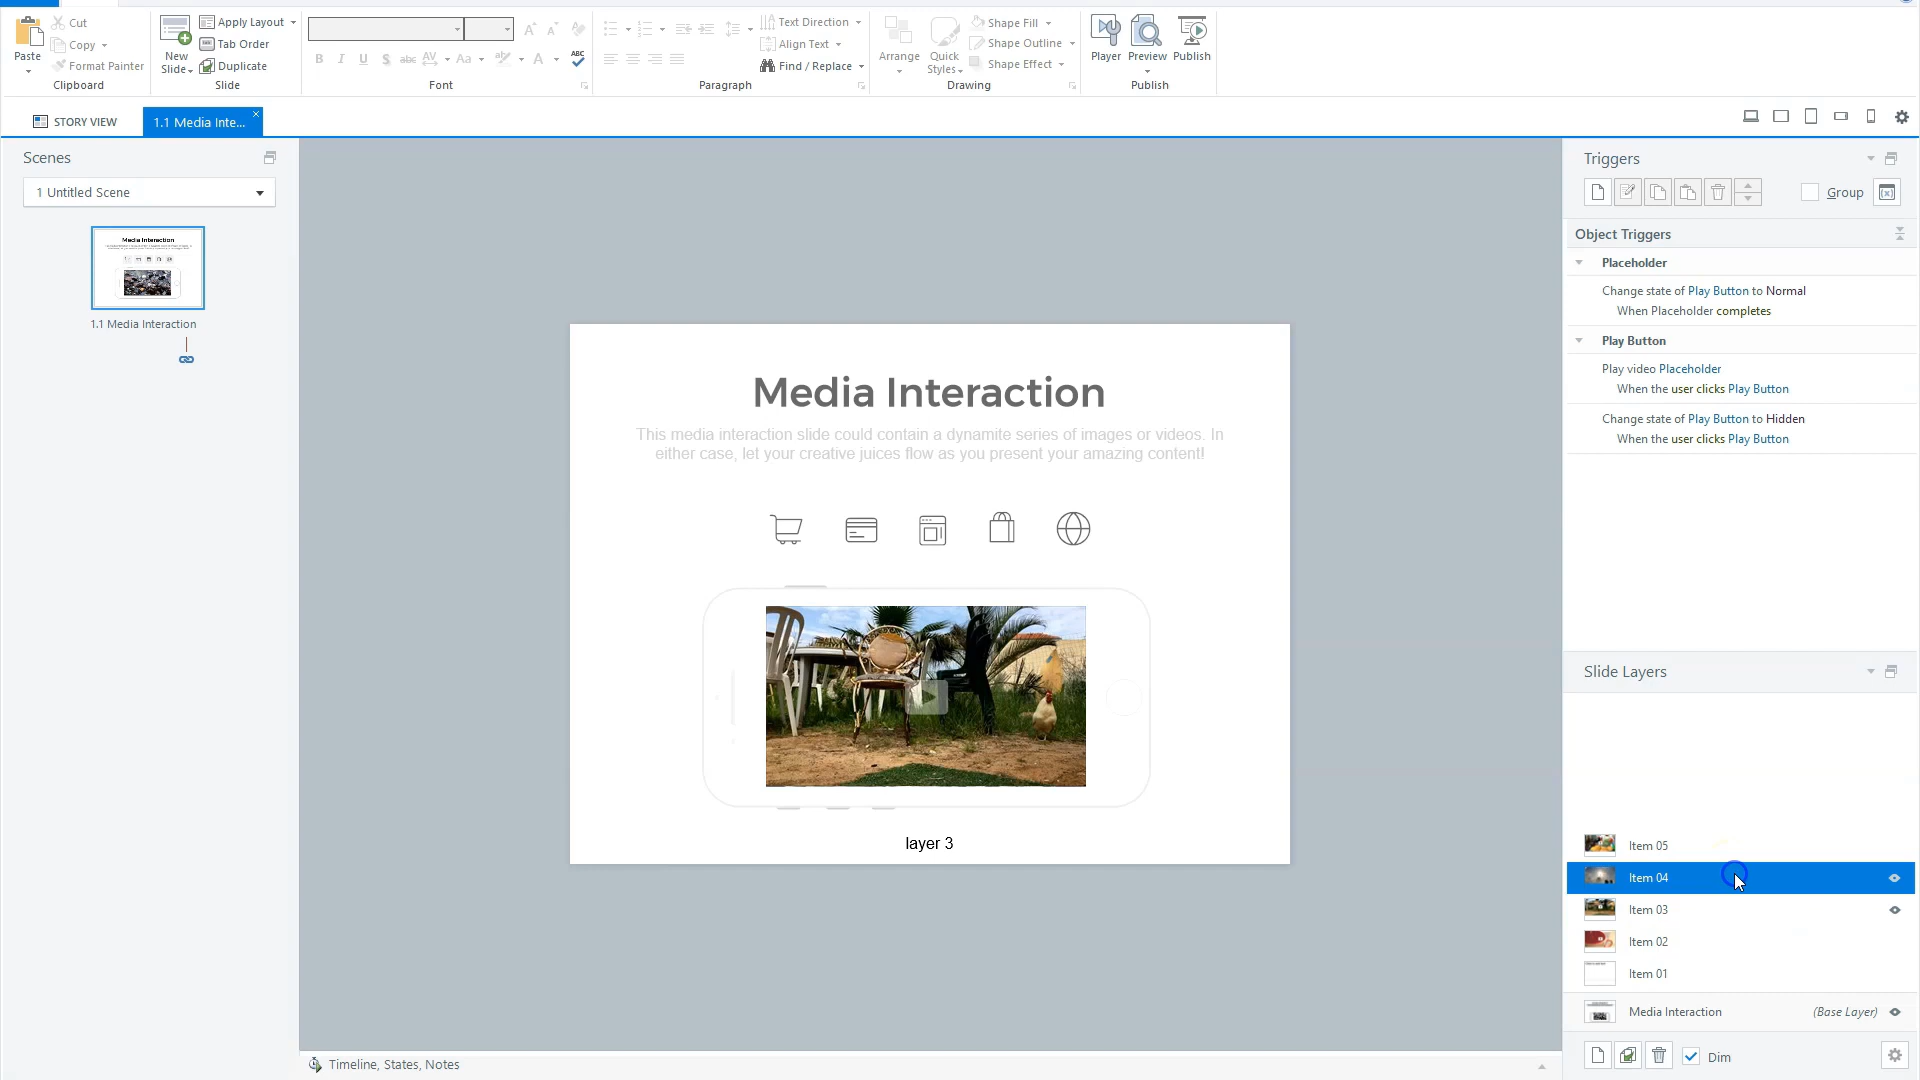 Paste
Cut
Copy
Format Painter
Clipboard
New
Slide
Apply Layout
Tab Order
Duplicate
Slide
B I U S abc AV Aa A
ABC
Font
Text Direction
Align Text
Find / Replace
Paragraph
Arrange
Quick
Styles
Shape Fill
Shape Outline
Shape Effect
Drawing
Player
Preview
Publish
Publish
STORY VIEW
1.1 Media Inte...
Scenes
1 Untitled Scene
Media Interaction
1.1 Media Interaction
Media Interaction
This media interaction slide could contain a dynamite series of images or videos. In
either case, let your creative juices flow as you present your amazing content!
layer 3
Timeline, States, Notes
Triggers
Group
(x)
Object Triggers
Placeholder
Change state of Play Button to Normal
When Placeholder completes
Play Button
Play video Placeholder
When the user clicks Play Button
Change state of Play Button to Hidden
When the user clicks Play Button
Slide Layers
Item 05
Item 04
Item 03
Item 02
Item 01
Media Interaction (Base Layer)
Dim